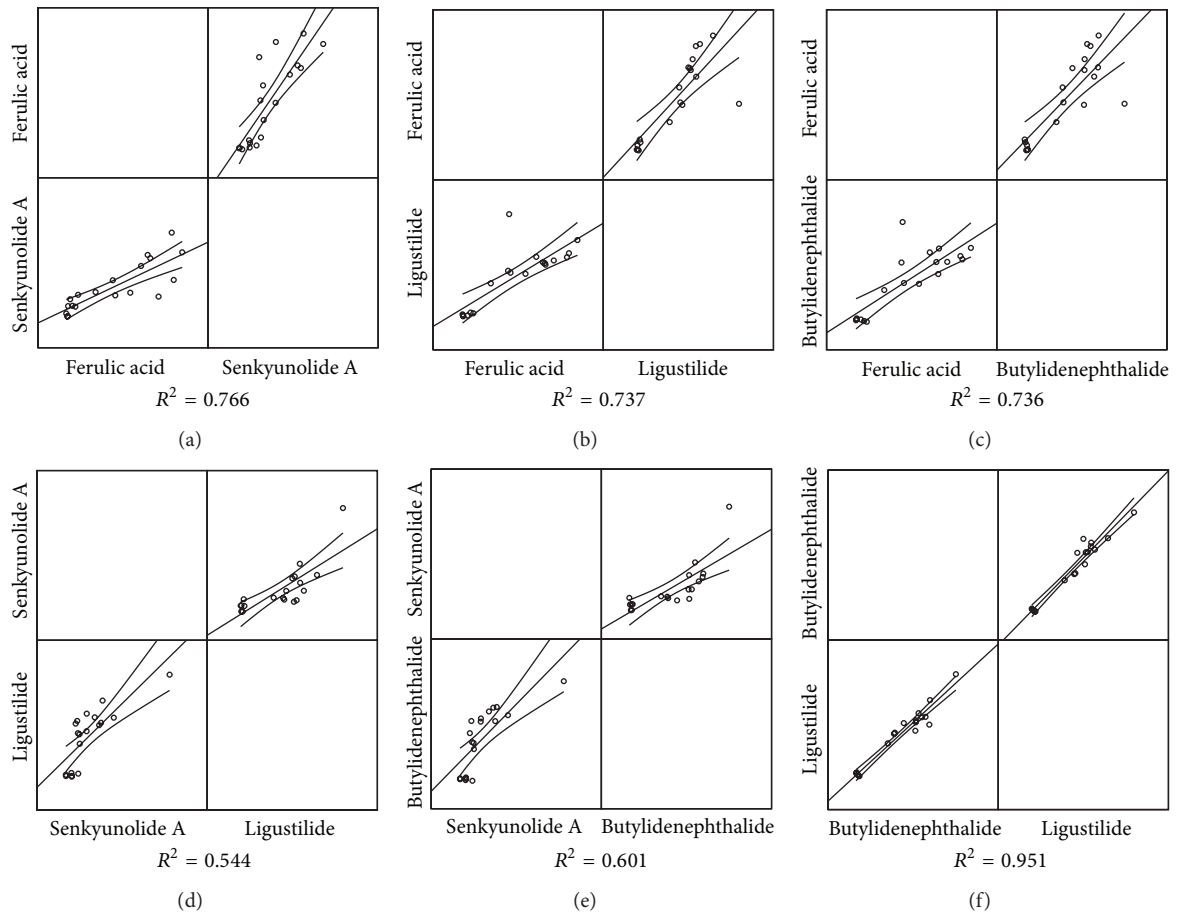 Ferulic acid
Senkyunolide A
Ferulic acid Senkyunolide A
R² = 0.766
(a)
Ferulic acid
Ligustilide
Ferulic acid Ligustilide
R² = 0.737
(b)
Ferulic acid
Butylidenephthalide
Ferulic acid Butylidenephthalide
R² = 0.736
(c)
Senkyunolide A
Ligustilide
Senkyunolide A Ligustilide
R² = 0.544
(d)
Senkyunolide A
Butylidenephthalide
Senkyunolide A Butylidenephthalide
R² = 0.601
(e)
Butylidenephthalide
Ligustilide
Butylidenephthalide Ligustilide
R² = 0.951
(f)